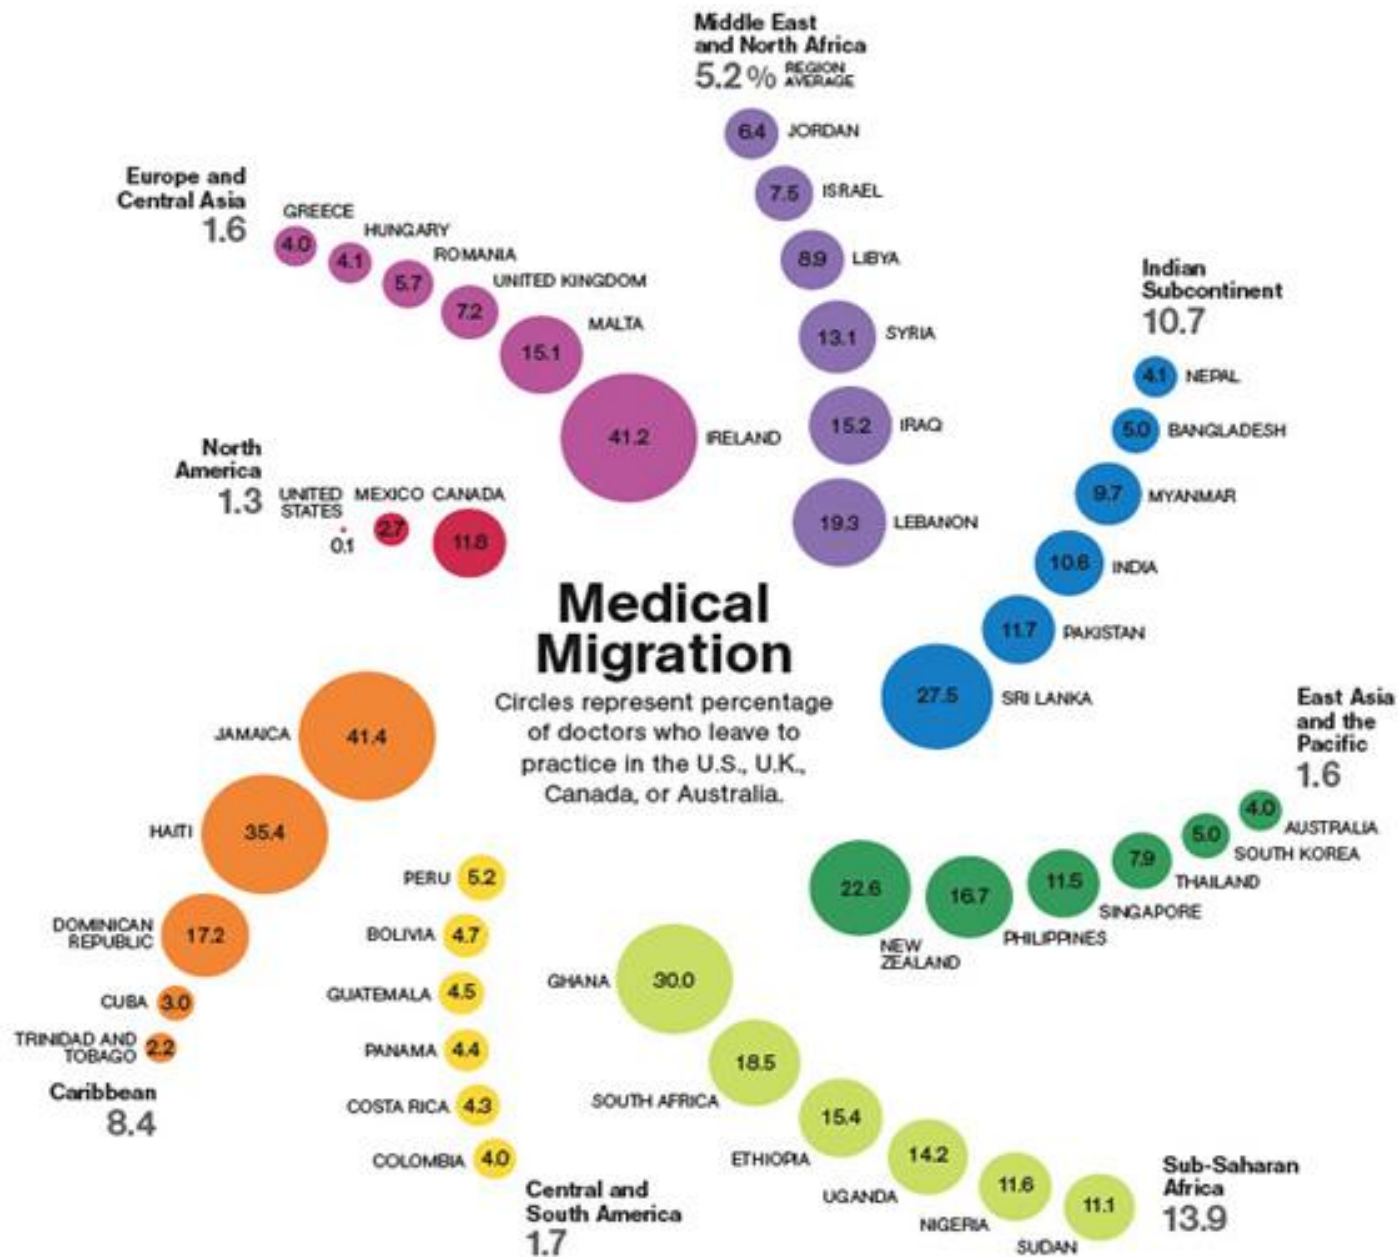 Middle East
and North Africa
5.2% REGION
AVERAGE
6.4 JORDAN
7.5 ISRAEL
8.9 LIBYA
13.1 SYRIA
15.2 IRAQ
19.3 LEBANON
Europe and
Central Asia
1.6
GREECE
4.0
HUNGARY
4.1
ROMANIA
5.7
UNITED KINGDOM
7.2
MALTA
15.1
41.2 IRELAND
Indian
Subcontinent
10.7
4.1 NEPAL
5.0 BANGLADESH
9.7 MYANMAR
10.6 INDIA
11.7 PAKISTAN
27.5 SRI LANKA
North
America
1.3
UNITED
STATES
0.1
MEXICO
2.7
CANADA
11.8
Medical
Migration
Circles represent percentage
of doctors who leave to
practice in the U.S., U.K.,
Canada, or Australia.
East Asia
and the
Pacific
1.6
4.0
AUSTRALIA
5.0
SOUTH KOREA
7.9
THAILAND
11.5
SINGAPORE
16.7
PHILIPPINES
22.6
NEW
ZEALAND
JAMAICA 41.4
HAITI 35.4
DOMINICAN
REPUBLIC
17.2
CUBA 3.0
TRINIDAD AND
TOBAGO
2.2
Caribbean
8.4
PERU 5.2
BOLIVIA 4.7
GUATEMALA 4.5
PANAMA 4.4
COSTA RICA 4.3
COLOMBIA 4.0
Central and
South America
1.7
GHANA 30.0
18.5
SOUTH AFRICA
15.4
ETHIOPIA
14.2
UGANDA
11.6
NIGERIA
11.1
SUDAN
Sub-Saharan
Africa
13.9